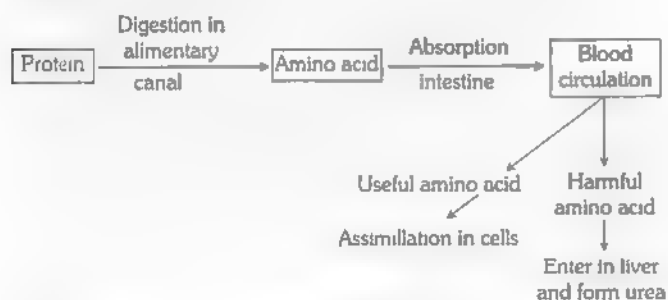 Digestion in
alimentary
canal
Protein
Amino acid
Absorption
intestine
Blood
circulation
Useful amino acid
Assimillation in cells
Harmful
amino acid
Enter in liver
and form urea